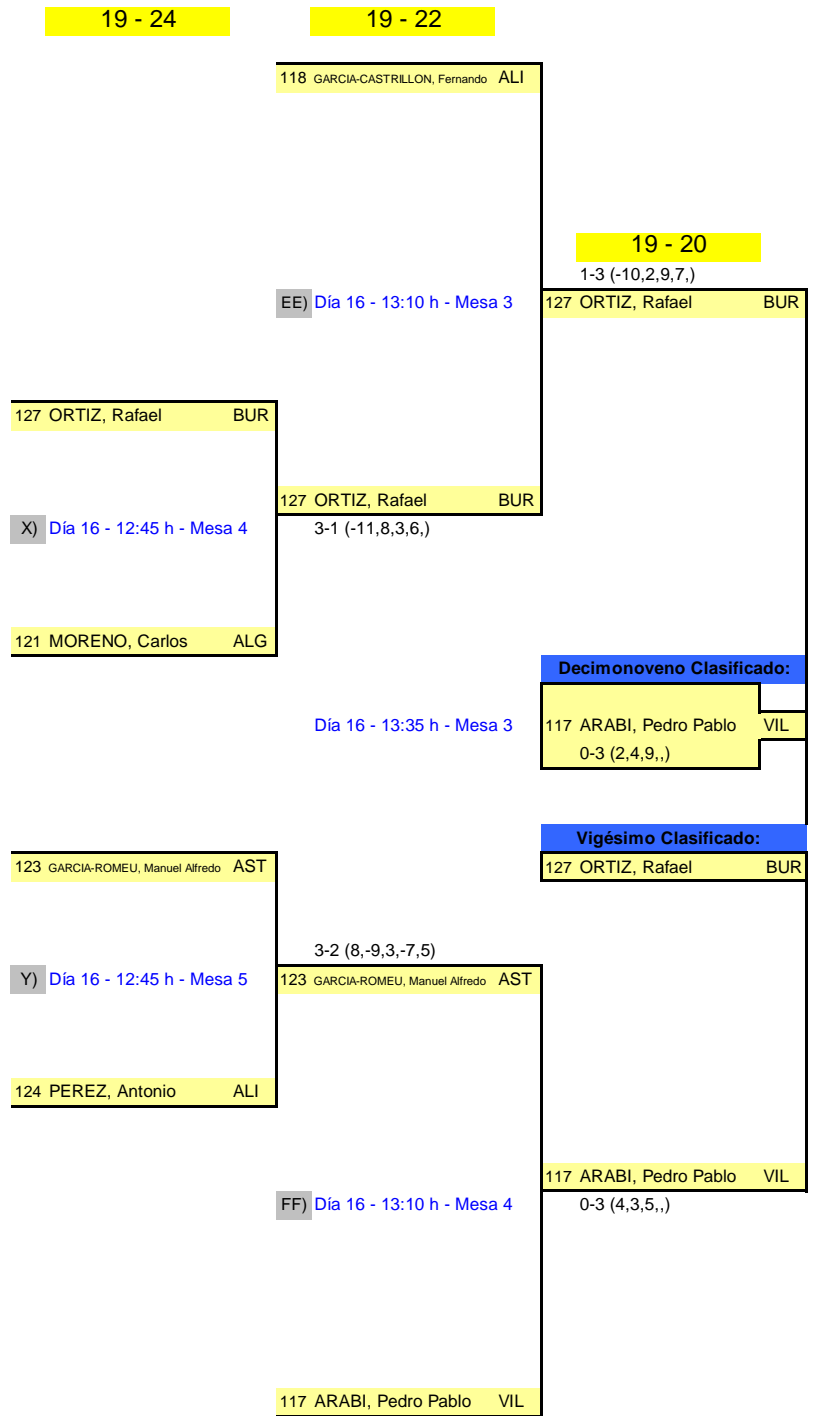 19 - 24 19 - 22
118 GARCIA-CASTRILLON, Fernando ALI
19 - 20
1-3 (-10,2,9,7,)
EE) Día 16 - 13:10 h - Mesa 3 127 ORTIZ, Rafael BUR
127 ORTIZ, Rafael BUR
127 ORTIZ, Rafael BUR
X) Día 16 - 12:45 h - Mesa 4 3-1 (-11,8,3,6,)
121 MORENO, Carlos ALG
Decimonoveno Clasificado:
Día 16 - 13:35 h - Mesa 3 117 ARABI, Pedro Pablo VIL
0-3 (2,4,9,,)
Vigésimo Clasificado:
123 GARCIA-ROMEU, Manuel Alfredo AST 127 ORTIZ, Rafael BUR
3-2 (8,-9,3,-7,5)
Y) Día 16 - 12:45 h - Mesa 5 123 GARCIA-ROMEU, Manuel Alfredo AST
124 PEREZ, Antonio ALI
117 ARABI, Pedro Pablo VIL
FF) Día 16 - 13:10 h - Mesa 4 0-3 (4,3,5,,)
117 ARABI, Pedro Pablo VIL